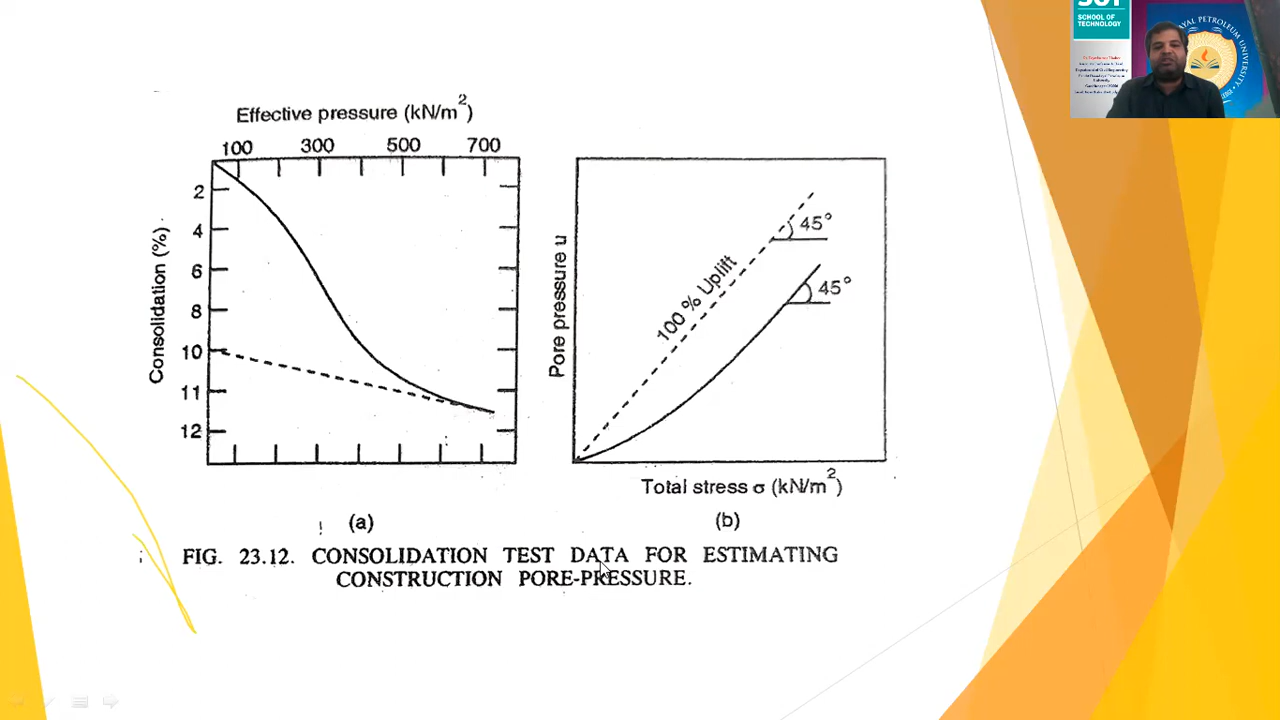 SCHOOL OF
TECHNOLOGY
Effective pressure (kN/m²)
100 300 500 700
Consolidation (%)
2
4
6
8
10
11
12
(a)
Pore pressure u
100 % Uplift
45°
45°
Total stress σ (kN/m²)
(b)
FIG. 23.12. CONSOLIDATION TEST DATA FOR ESTIMATING
CONSTRUCTION PORE-PRESSURE.